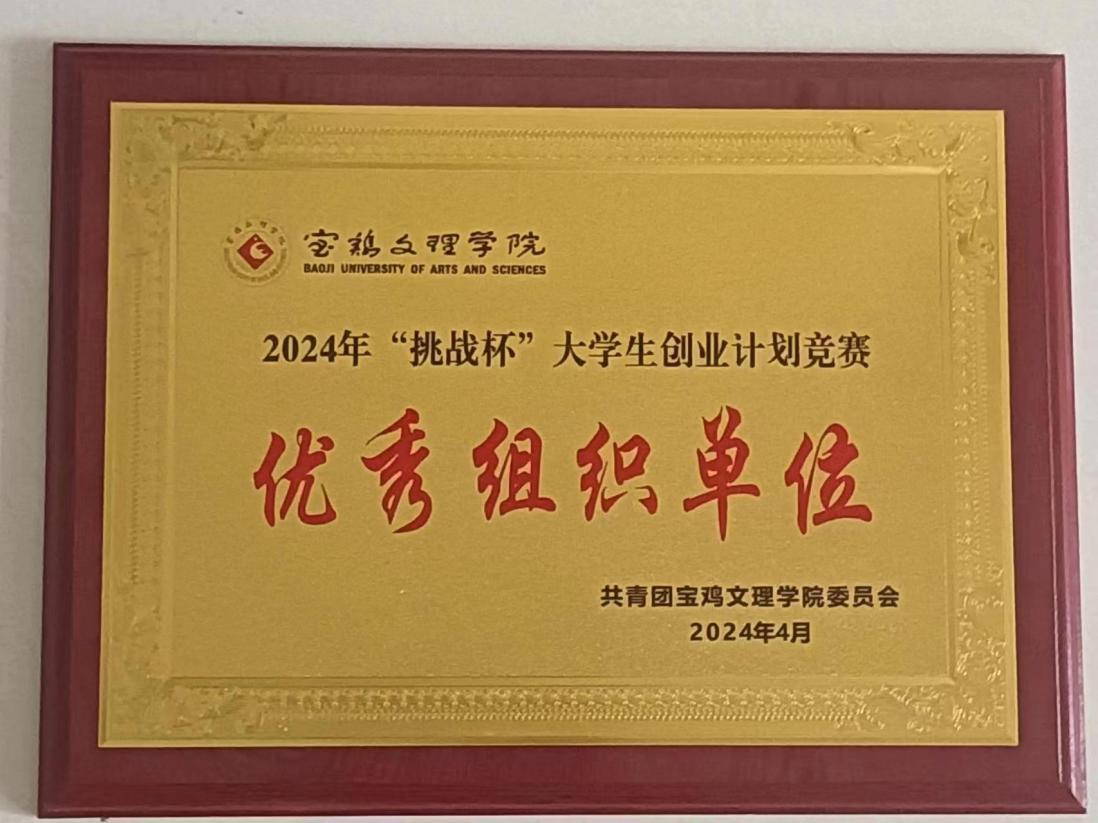 宝鸡文理学院
BAOJI UNIVERSITY OF ARTS AND SCIENCES
2024年“挑战杯”大学生创业计划竞赛
优秀组织单位
共青团宝鸡文理学院委员会
2024年4月